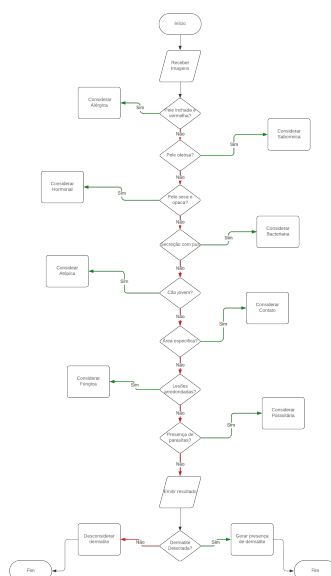 Início
Receber
Imagens
Considerar
Alérgica
Sim
Pele inchada e
vermelha?
Não
Considerar
Saborreica
Sim
Pele oleosa?
Não
Considerar
Hormonal
Sim
Pele seca e
opaca?
Não
Considerar
Bacteriana
Sim
Secreção com pus
Não
Considerar
Atópica
Sim
Cão jovem?
Não
Considerar
Contato
Sim
Área específica?
Não
Considerar
Fúngica
Sim
Lesões
arredondadas?
Não
Considerar
Parasitária
Sim
Presença de
parasitas?
Não
Emitir resultado
Desconsiderar
dermatite
Não
Dermatite
Detectada?
Sim
Gerar presença
de dermatite
Fim
Fim